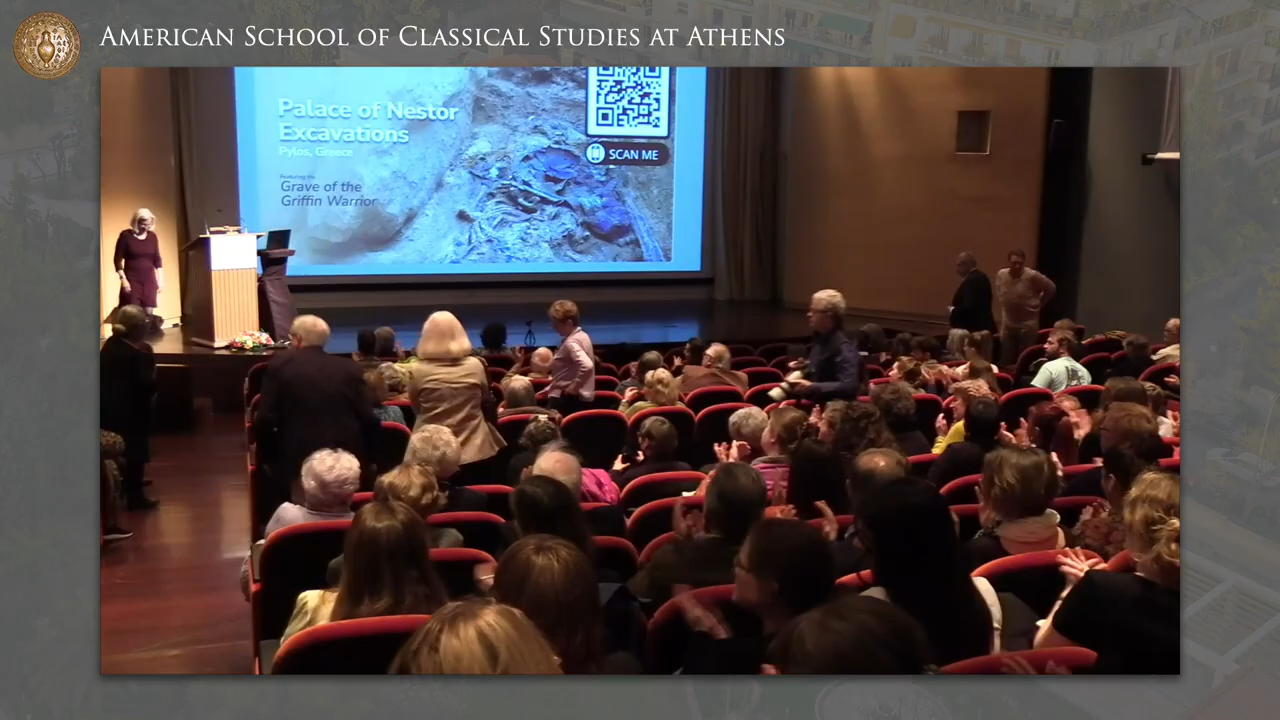 American School of Classical Studies at Athens
Palace of Nestor
Excavations
Pylos, Greece
SCAN ME
Featuring the
Grave of the
Griffin Warrior